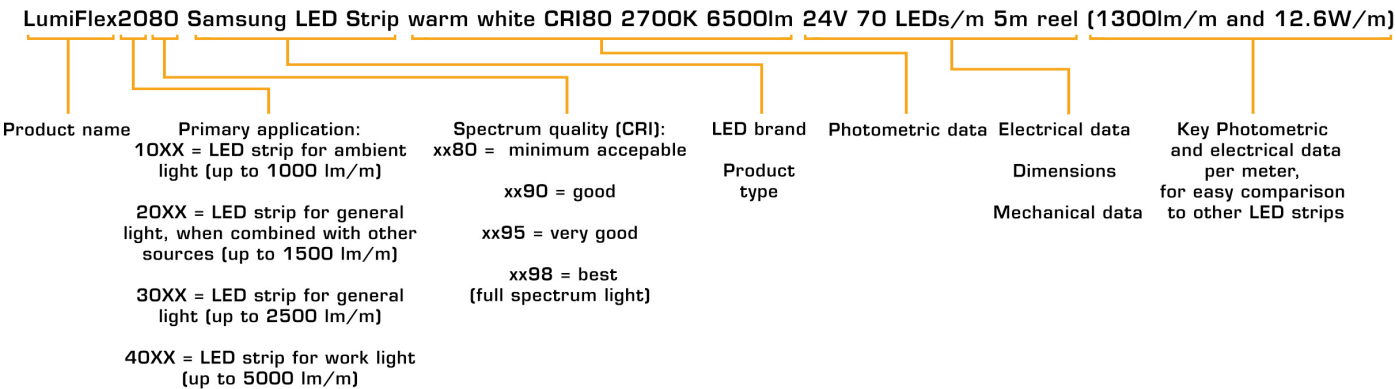 LumiFlex2080 Samsung LED Strip warm white CRI80 2700K 6500lm 24V 70 LEDs/m 5m reel (1300lm/m and 12.6W/m)
Product name
Primary application:
10XX = LED strip for ambient
light (up to 1000 lm/m)
20XX = LED strip for general
light, when combined with other
sources (up to 1500 lm/m)
30XX = LED strip for general
light (up to 2500 lm/m)
40XX = LED strip for work light
(up to 5000 lm/m)
Spectrum quality (CRI):
xx80 = minimum accepable
xx90 = good
xx95 = very good
xx98 = best
(full spectrum light)
LED brand
Product
type
Photometric data
Electrical data
Dimensions
Mechanical data
Key Photometric
and electrical data
per meter,
for easy comparison
to other LED strips